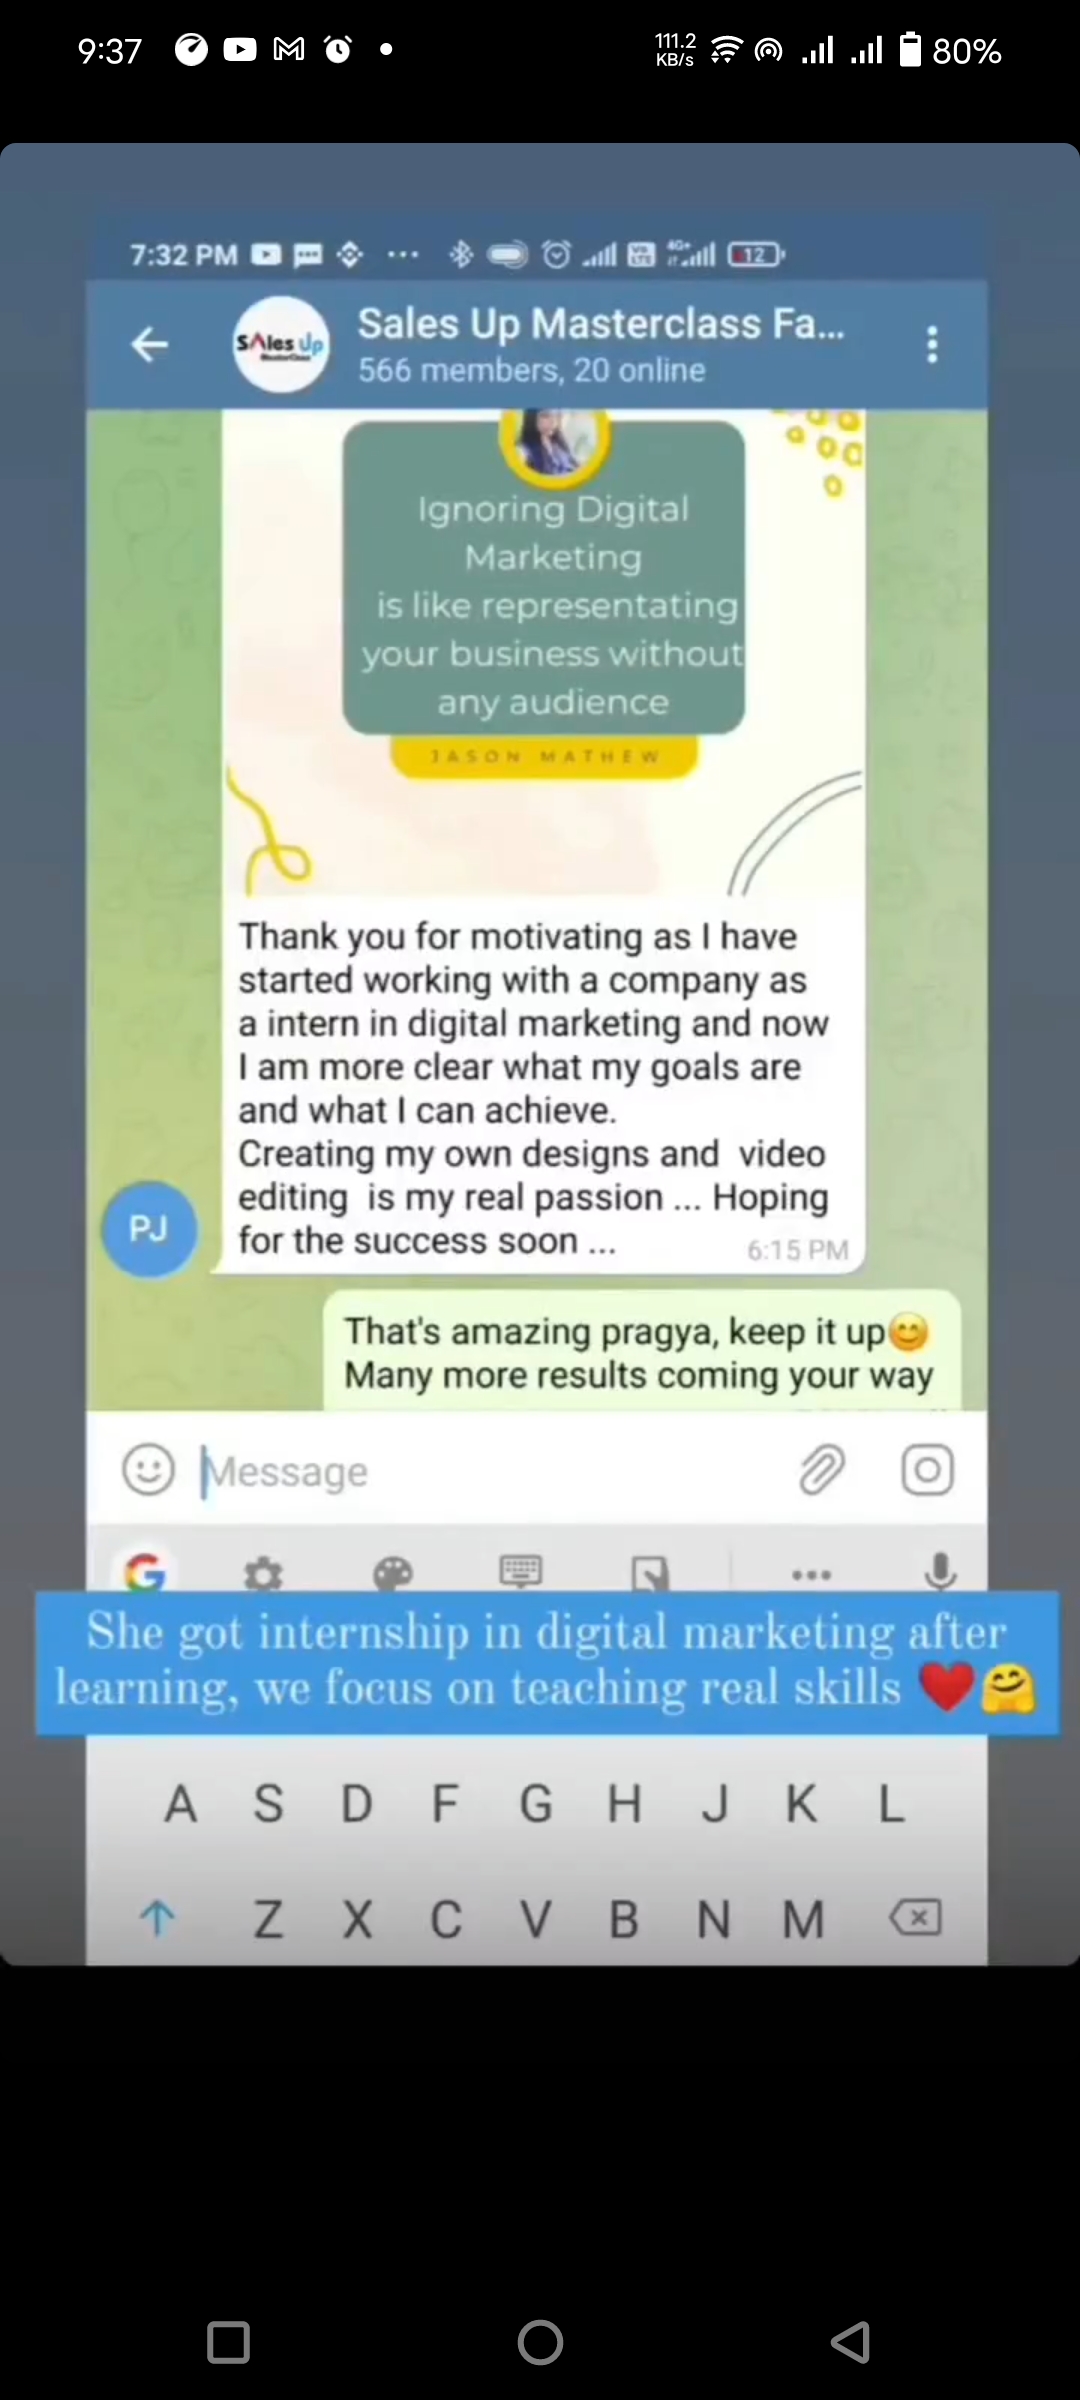 9:37
111.2
KB/s
80%
7:32 PM
4G+
12
SAles Up
Sales Up Masterclass Fa...
566 members, 20 online
Ignoring Digital
Marketing
is like representating
your business without
any audience
JASON MATHEW
Thank you for motivating as I have
started working with a company as
a intern in digital marketing and now
I am more clear what my goals are
and what I can achieve.
Creating my own designs and video
editing is my real passion ... Hoping
for the success soon ...
6:15 PM
PJ
That's amazing pragya, keep it up😊
Many more results coming your way
Message
She got internship in digital marketing after
learning, we focus on teaching real skills ❤️🤗
A S D F G H J K L
Z X C V B N M